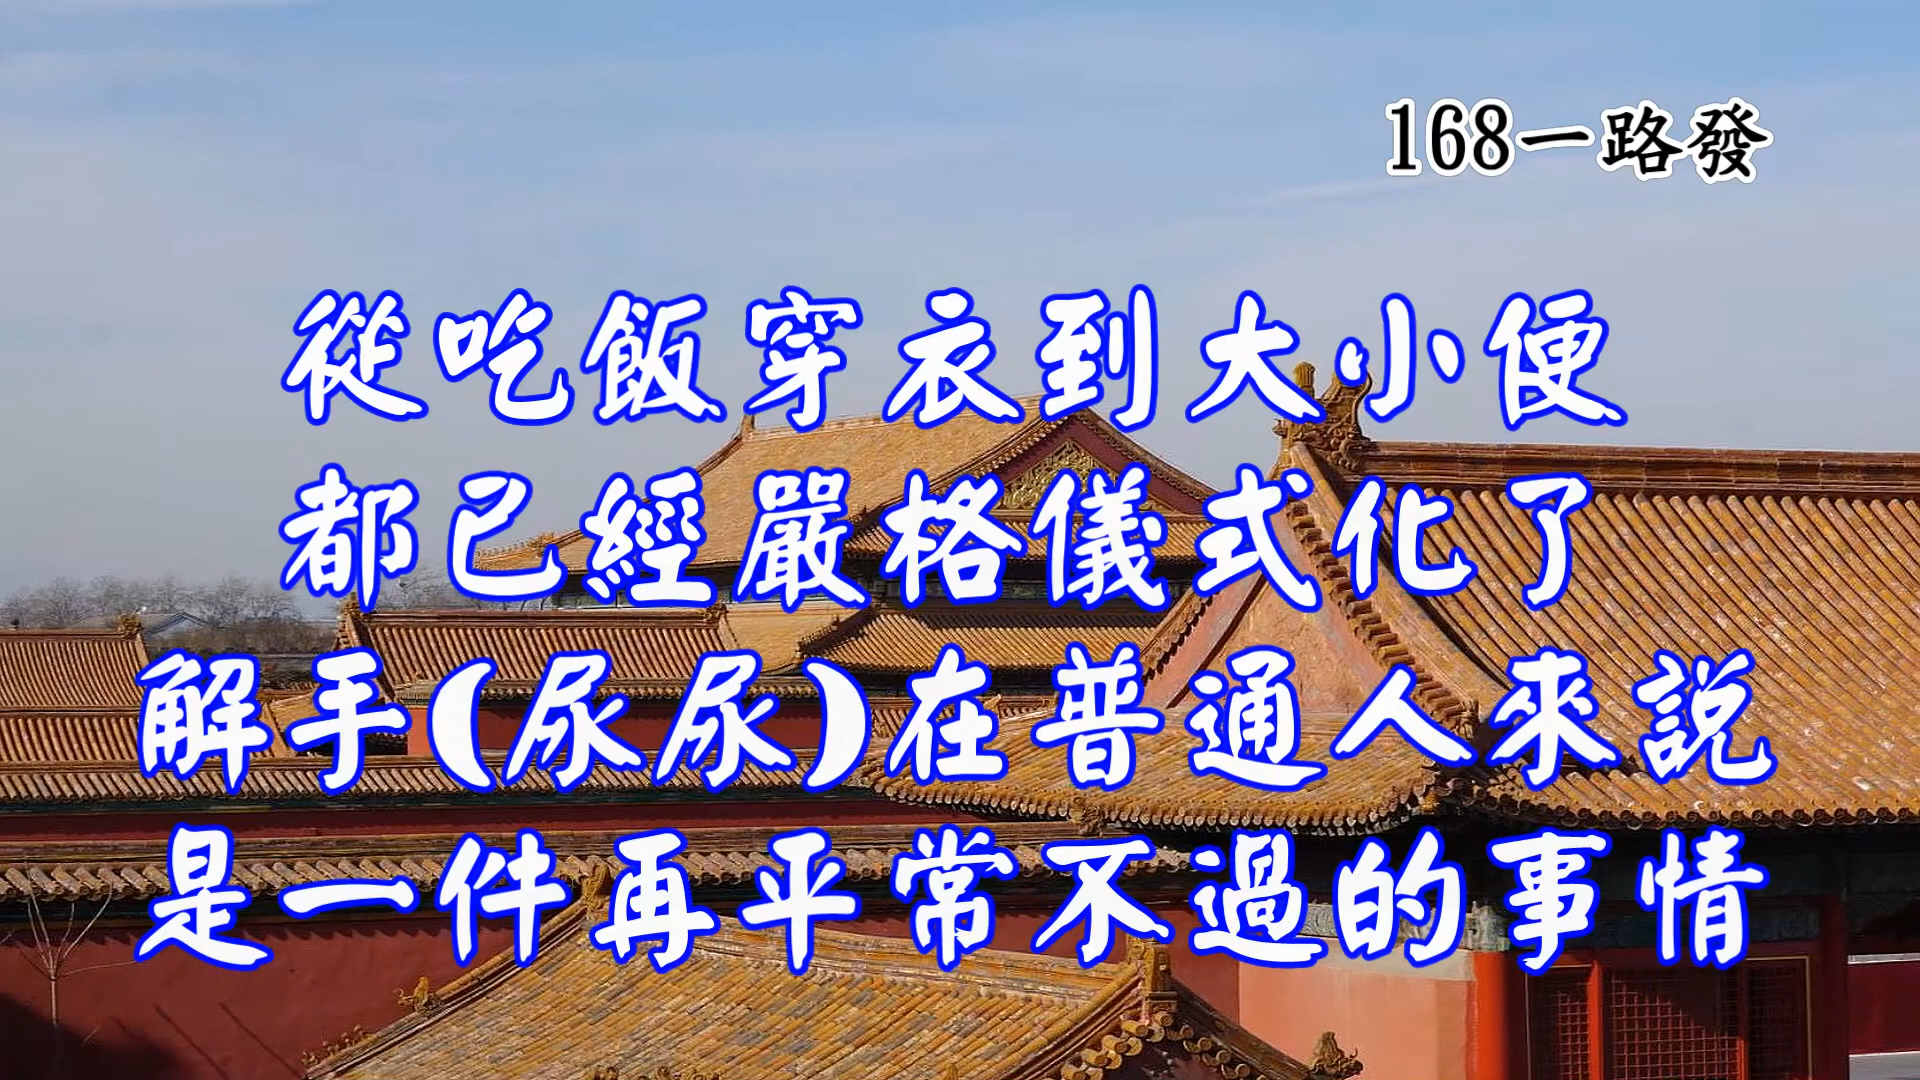 168一路發
從吃飯穿衣到大小便
都已經嚴格儀式化了
解手(尿尿)在普通人來說
是一件再平常不過的事情